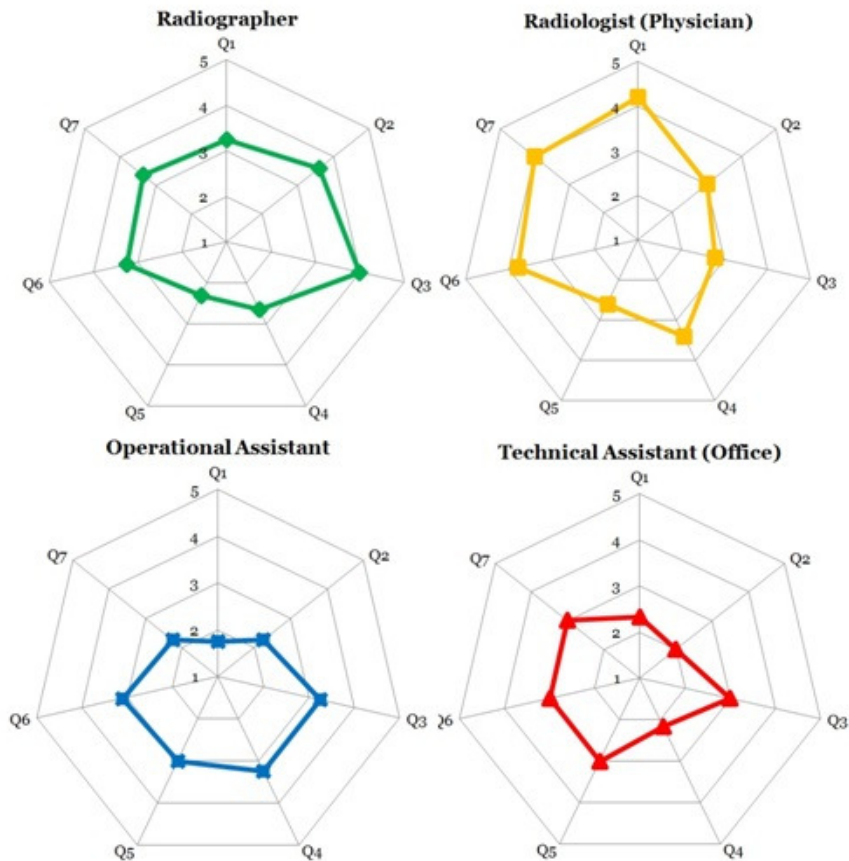 Radiographer
Q1
5
4
3
2
1
Q2
Q3
Q4
Q5
Q6
Q7
Radiologist (Physician)
Q1
5
4
3
2
1
Q2
Q3
Q4
Q5
Q6
Q7
Operational Assistant
Q1
5
4
3
2
1
Q2
Q3
Q4
Q5
Q6
Q7
Technical Assistant (Office)
Q1
5
4
3
2
1
Q2
Q3
Q4
Q5
Q6
Q7